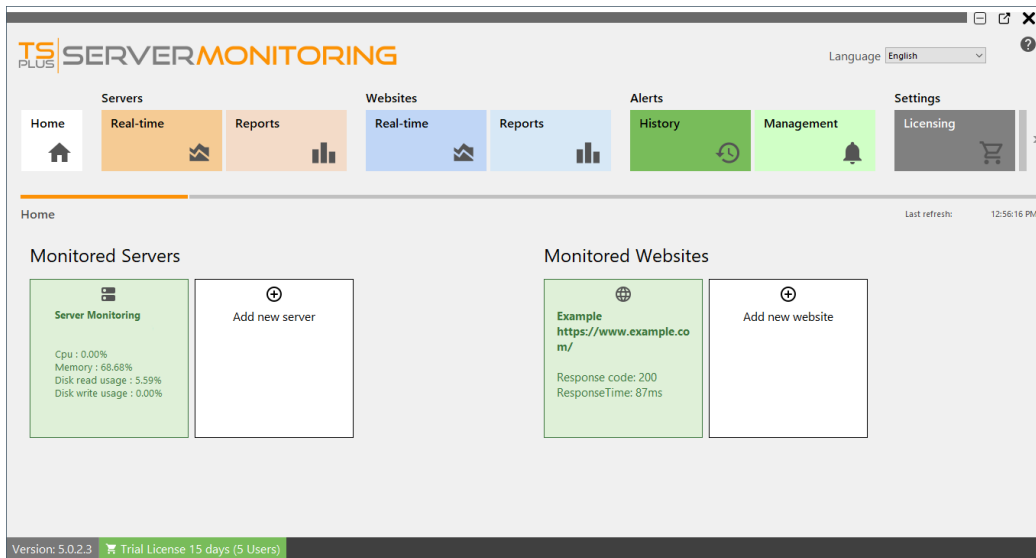 TS PLUS SERVERMONITORING
Language English
Servers
Websites
Alerts
Settings
Home
Real-time
Reports
Real-time
Reports
History
Management
Licensing
Home
Last refresh: 12:56:16 PM
Monitored Servers
Monitored Websites
Server Monitoring
Cpu : 0.00%
Memory : 68.68%
Disk read usage : 5.59%
Disk write usage : 0.00%
Add new server
Example
https://www.example.co
m/
Response code: 200
ResponseTime: 87ms
Add new website
Version: 5.0.2.3
Trial License 15 days (5 Users)